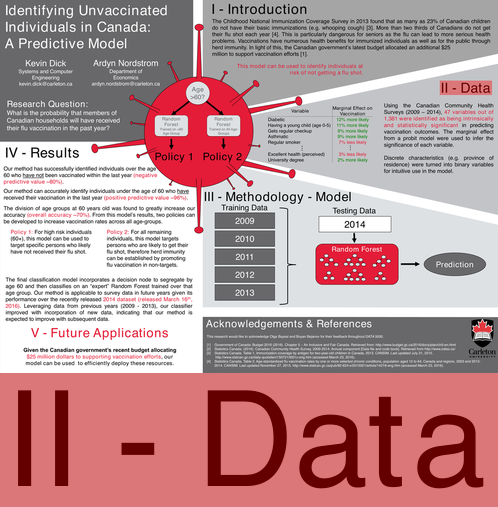 Identifying Unvaccinated
Individuals in Canada:
A Predictive Model
Kevin Dick
Systems and Computer
Engineering
kevin.dick@carleton.ca
Ardyn Nordstrom
Department of
Economics
ardyn.nordstrom@carleton.ca
Research Question:
What is the probability that members of
Canadian households will have received
their flu vaccination in the past year?
I - Introduction
The Childhood National Immunization Coverage Survey in 2013 found that as many as 23% of Canadian children
do not have their basic immunizations (e.g. whooping cough) [3]. More than two thirds of Canadians do not get
their flu shot each year [4]. This is particularly dangerous for seniors as the flu can lead to more serious health
problems. Vaccinations have numerous health benefits for immunized individuals as well as for the public through
herd immunity. In light of this, the Canadian government's latest budget allocated an additional $25
million to support vaccination efforts [1].
This model can be used to identify individuals at
risk of not getting a flu shot.
Age
>60?
Random
Forest
Random
Forest
Policy 1
Policy 2
Variable
Marginal Effect on
Vaccination
Diabetic
12% more likely
Having a young child (age 0-5)
11% more likely
Gets regular checkup
9% more likely
Asthmatic
8% more likely
Regular smoker
7% less likely
Excellent health (perceived)
3% less likely
University degree
2% more likely
II - Data
Using the Canadian Community Health
Surveys (2009 – 2014), 47 variables out of
1,381 were identified as being intrinsically
and statistically significant in predicting
vaccination outcomes. The marginal effect
from a probit model were used to infer the
significance of each variable.
Discrete characteristics (e.g. province of
residence) were turned into binary variables
for intuitive use in the model.
IV - Results
Our method has successfully identified individuals over the age
60 who have not been vaccinated within the last year (negative
predictive value ~80%).
Our can accurately identify individuals under the age of 60 who have
received their vaccination in the last year (positive predictive value ~96%).
The division of age groups at 60 years old was found to greatly increase our
accuracy (overall accuracy ~70%). From this model's results, two policies can
be developed to increase vaccination rates across all age-groups.
Policy 1: For high risk individuals
(60+), this model can be used to
target specific persons who likely
have not received their flu shot.
Policy 2: For all remaining
individuals, this model targets
persons who are likely to get their
flu shot, therefore herd immunity
can be established by promoting
flu vaccination in non-targets.
The final classification model incorporates a decision node to segregate by
age 60 and then classifies on an "expert" Random Forest trained over that
age group. Our method is applicable to survey data in future years given its
performance over the recently released 2014 dataset (released March 16th,
2016). Leveraging data from previous years (2009 - 2013), our classifier
improved with incorporation of new data, indicating that our method is
expected to improve with subsequent data.
V - Future Applications
Given the Canadian government's recent budget allocating
$25 million dollars to supporting vaccination efforts, our
model can be used to efficiently deploy these resources.
III - Methodology - Model
Training Data
2009
2010
2011
2012
2013
Testing Data
2014
Random Forest
Prediction
Acknowledgements & References
Carleton
UNIVERSITY
II - Data